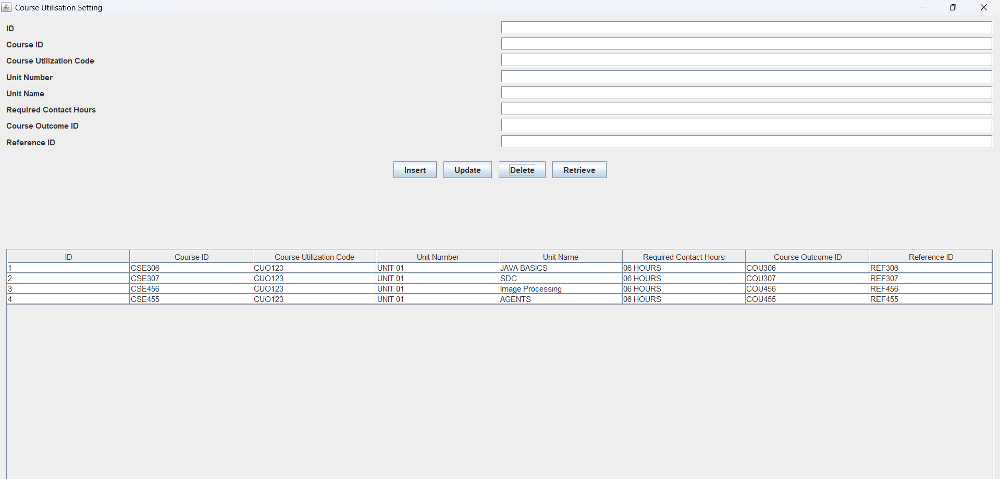 Course Utilisation Setting
ID
Course ID
Course Utilization Code
Unit Number
Unit Name
Required Contact Hours
Course Outcome ID
Reference ID
Insert Update Delete Retrieve
ID Course ID Course Utilization Code Unit Number Unit Name Required Contact Hours Course Outcome ID Reference ID
1 CSE306 CUO123 UNIT 01 JAVA BASICS 06 HOURS COU306 REF306
2 CSE307 CUO123 UNIT 01 SDC 06 HOURS COU307 REF307
3 CSE456 CUO123 UNIT 01 Image Processing 06 HOURS COU456 REF456
4 CSE455 CUO123 UNIT 01 AGENTS 06 HOURS COU455 REF455